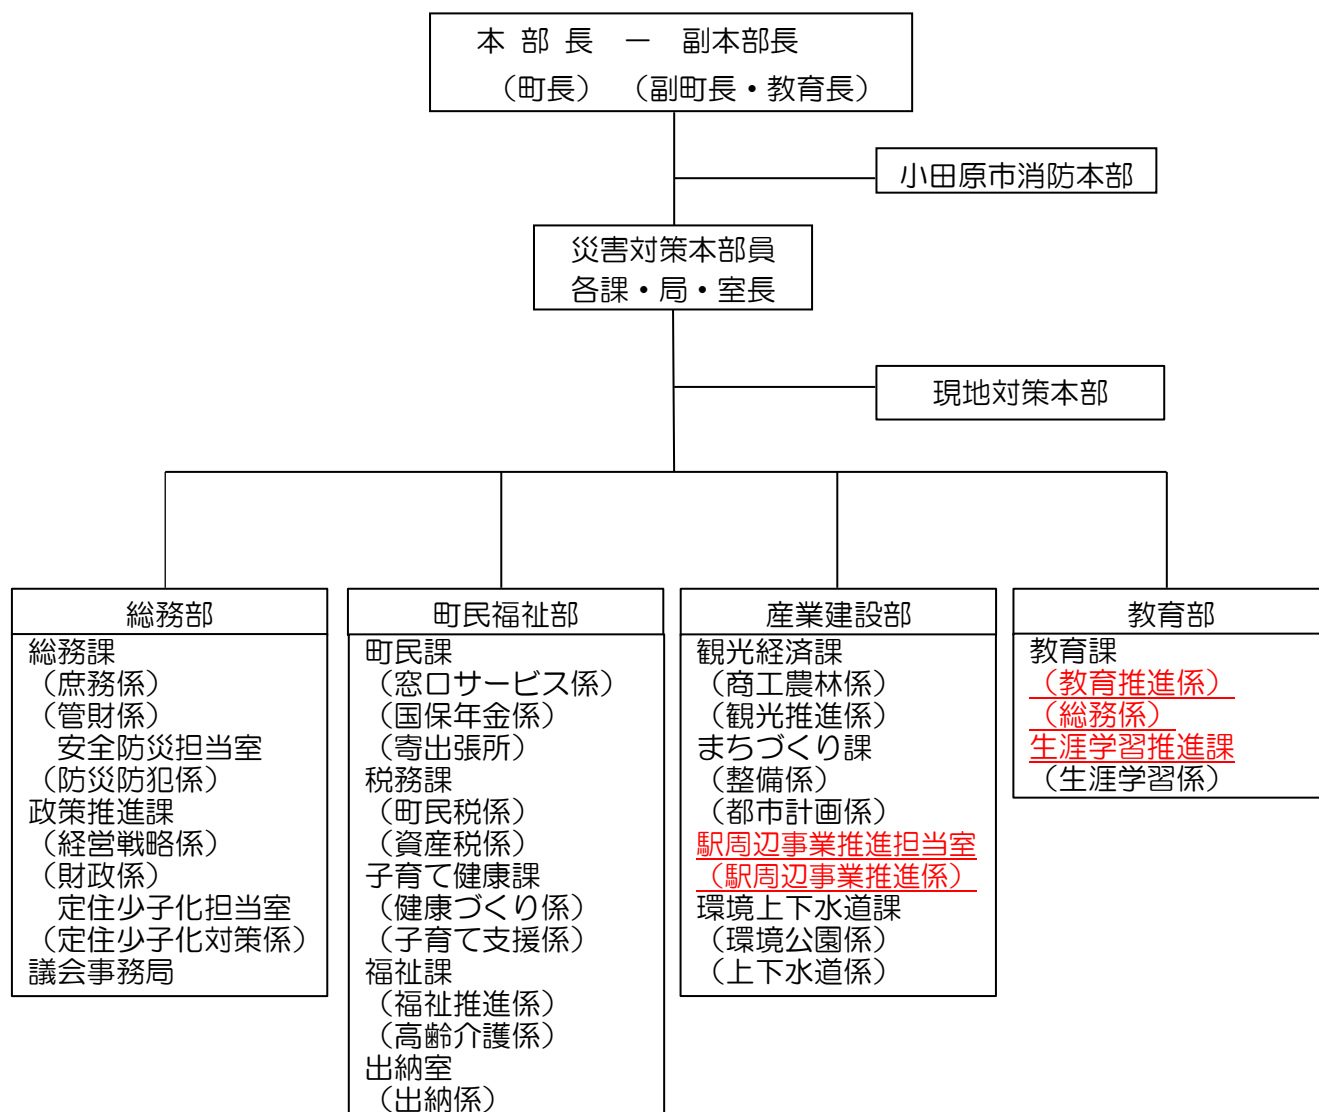 本 部 長 － 副本部長
（町長） （副町長・教育長）
小田原市消防本部
災害対策本部員
各課・局・室長
現地対策本部
総務部
総務課
（庶務係）
（管財係）
安全防災担当室
（防災防犯係）
政策推進課
（経営戦略係）
（財政係）
定住少子化担当室
（定住少子化対策係）
議会事務局
町民福祉部
町民課
（窓口サービス係）
（国保年金係）
（寄出張所）
税務課
（町民税係）
（資産税係）
子育て健康課
（健康づくり係）
（子育て支援係）
福祉課
（福祉推進係）
（高齢介護係）
出納室
（出納係）
産業建設部
観光経済課
（商工農林係）
（観光推進係）
まちづくり課
（整備係）
（都市計画係）
駅周辺事業推進担当室
（駅周辺事業推進係）
環境上下水道課
（環境公園係）
（上下水道係）
教育部
教育課
（教育推進係）
（総務係）
生涯学習推進課
（生涯学習係）